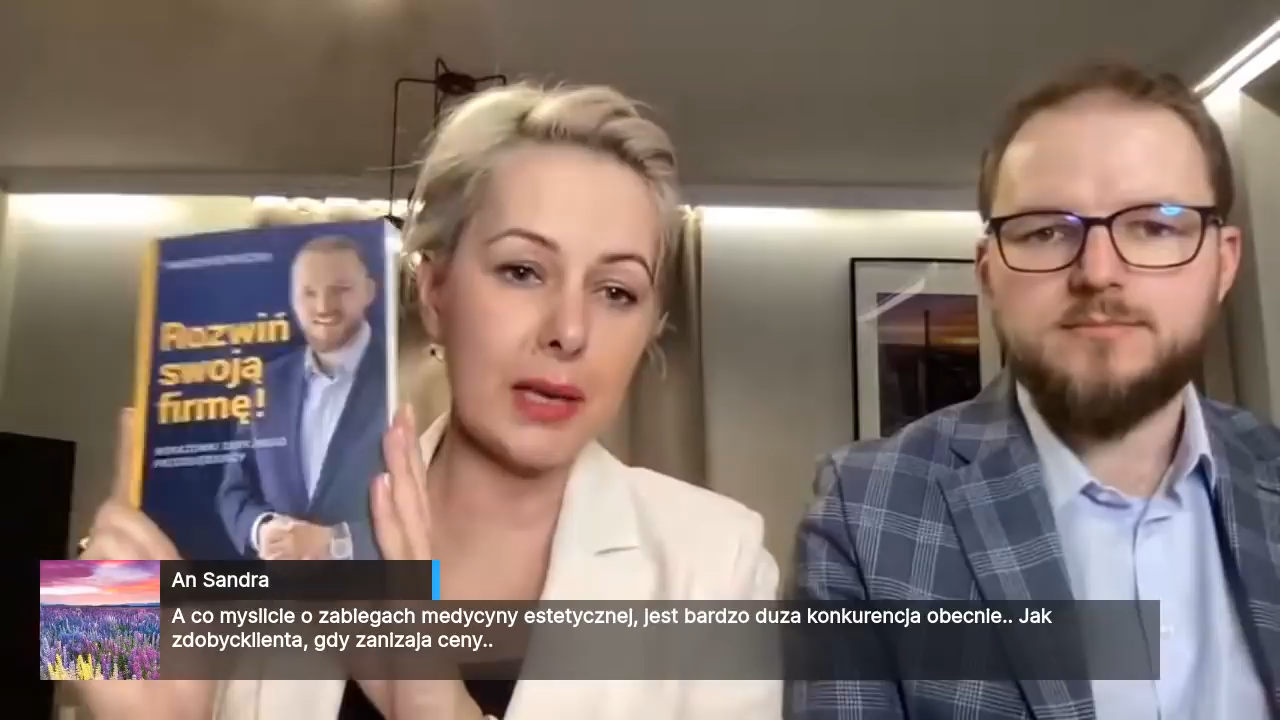 Rozwiń
swoją
firmę!
An Sandra
A co myslicie o zabiegach medycyny estetycznej, jest bardzo duza konkurencja obecnie.. Jak
zdobycklienta, gdy zanizaja ceny..